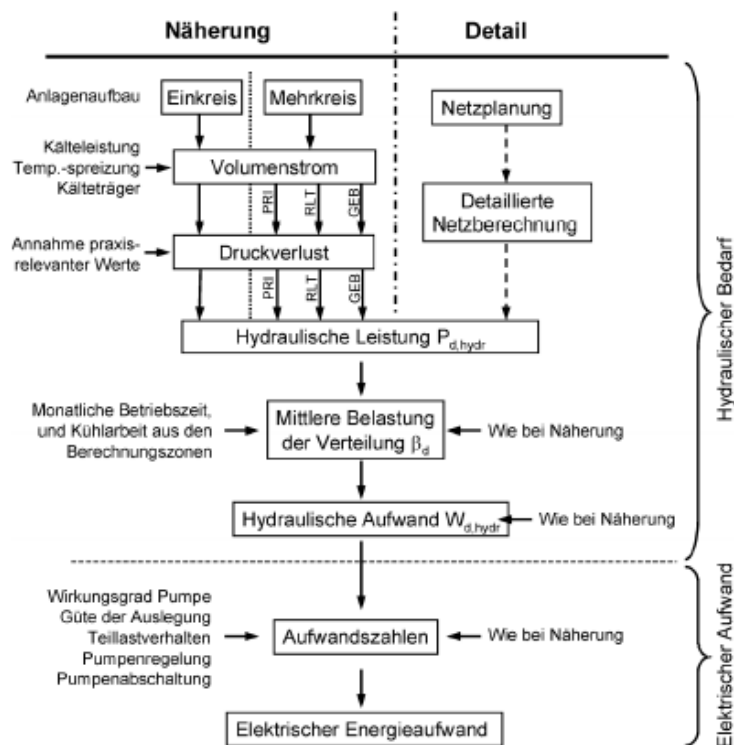 Näherung
Detail
Anlagenaufbau
Einkreis
Mehrkreis
Netzplanung
Kälteleistung
Temp.-spreizung
Kälteträger
Volumenstrom
PRI
RLT
GEB
Detaillierte
Netzberechnung
Annahme praxis-
relevanter Werte
Druckverlust
PRI
RLT
GEB
Hydraulische Leistung P d,hydr
Monatliche Betriebszeit,
und Kühlarbeit aus den
Berechnungszonen
Mittlere Belastung
der Verteilung β d
Wie bei Näherung
Hydraulische Aufwand W d,hydr
Wie bei Näherung
Hydraulischer Bedarf
Wirkungsgrad Pumpe
Güte der Auslegung
Teillastverhalten
Pumpenregelung
Pumpenabschaltung
Aufwandszahlen
Wie bei Näherung
Elektrischer Energieaufwand
Elektrischer Aufwand